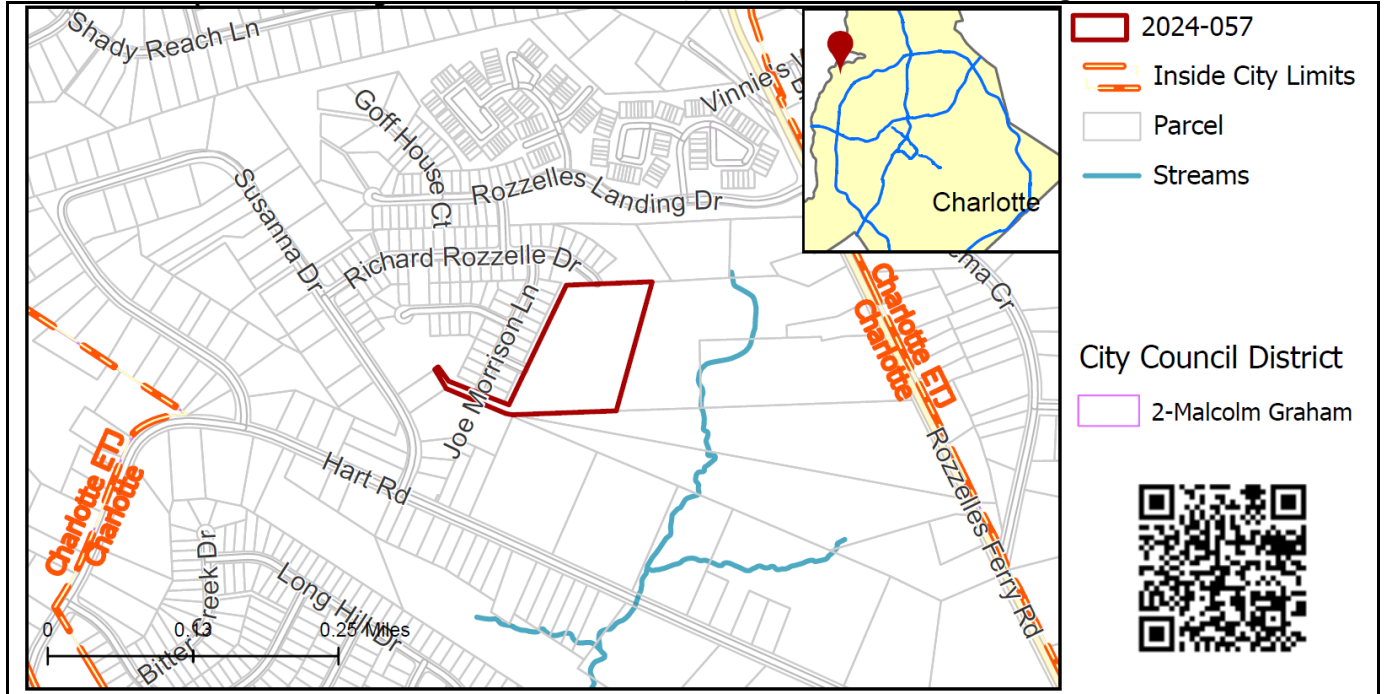 Shady Reach Ln
Goff House Ct
Vinnie's
Rozzelles Landing Dr
Susanna Dr
Richard Rozzelle Dr
Joe Morrison Ln
Hart Rd
Charlotte ETJ
Charlotte
Charlotte ETJ
Charlotte
Rozzelles Ferry Rd
Bitter Creek Dr
Long Hill Dr
0
0.13
0.25 Miles
Charlotte
2024-057
Inside City Limits
Parcel
Streams
City Council District
2-Malcolm Graham